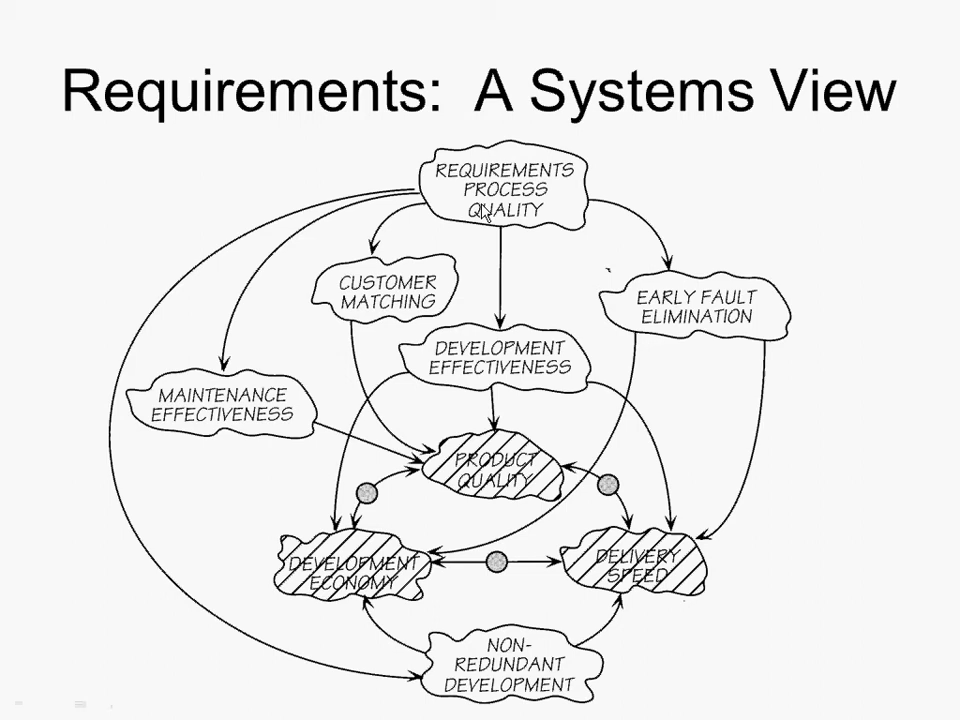 Requirements: A Systems View
REQUIREMENTS
PROCESS
QUALITY
CUSTOMER
MATCHING
EARLY FAULT
ELIMINATION
DEVELOPMENT
EFFECTIVENESS
MAINTENANCE
EFFECTIVENESS
PRODUCT
QUALITY
DEVELOPMENT
ECONOMY
DELIVERY
SPEED
NON-
REDUNDANT
DEVELOPMENT